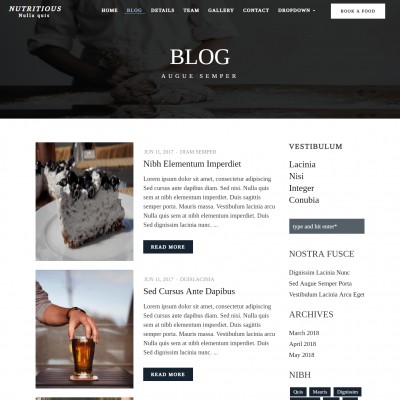 NUTRITIOUS
Nulla quis
HOME BLOG DETAILS TEAM GALLERY CONTACT DROPDOWN
BOOK A FOOD
BLOG
AUGUE SEMPER
JUN 11, 2017 - DIAM SEMPER
Nibh Elementum Imperdiet
Lorem ipsum dolor sit amet, consectetur adipiscing
Sed cursus ante dapibus diam. Sed nisi. Nulla quis
sem at nibh elementum imperdiet. Duis sagittis
semper porta. Mauris massa. Vestibulum lacinia arcu
Nulla quis sem at nibh elementum imperdiet. Duis
Sed dignissim lacinia nunc. ...
READ MORE
JUN 11, 2017 - DUISLACINIA
Sed Cursus Ante Dapibus
Lorem ipsum dolor sit amet, consectetur adipiscing
Sed cursus ante dapibus diam. Sed nisi. Nulla quis
sem at nibh elementum imperdiet. Duis sagittis
semper porta. Mauris massa. Vestibulum lacinia arcu
Nulla quis sem at nibh elementum imperdiet. Duis
Sed dignissim lacinia nunc. ...
READ MORE
VESTIBULUM
Lacinia
Nisi
Integer
Conubia
type and hit enter*
NOSTRA FUSCE
Dignissim Lacinia Nunc
Sed Augue Semper Porta
Vestibulum Lacinia Arcu Eget
ARCHIVES
March 2018
April 2018
May 2018
NIBH
Quis Mauris Dignissim